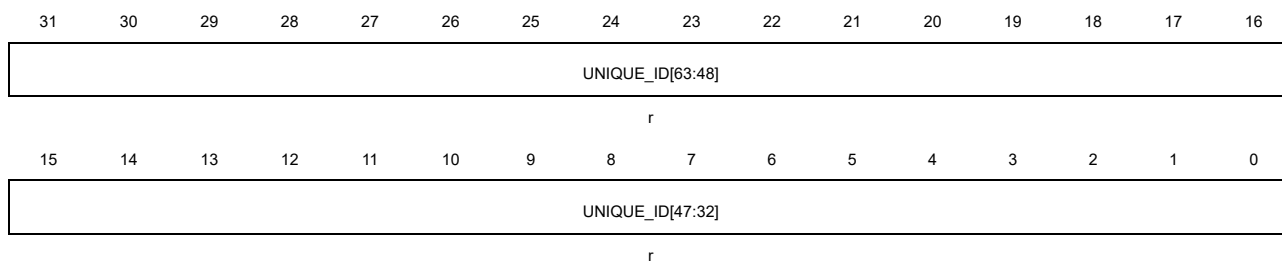 31 30 29 28 27 26 25 24 23 22 21 20 19 18 17 16
UNIQUE_ID[63:48]
r
15 14 13 12 11 10 9 8 7 6 5 4 3 2 1 0
UNIQUE_ID[47:32]
r